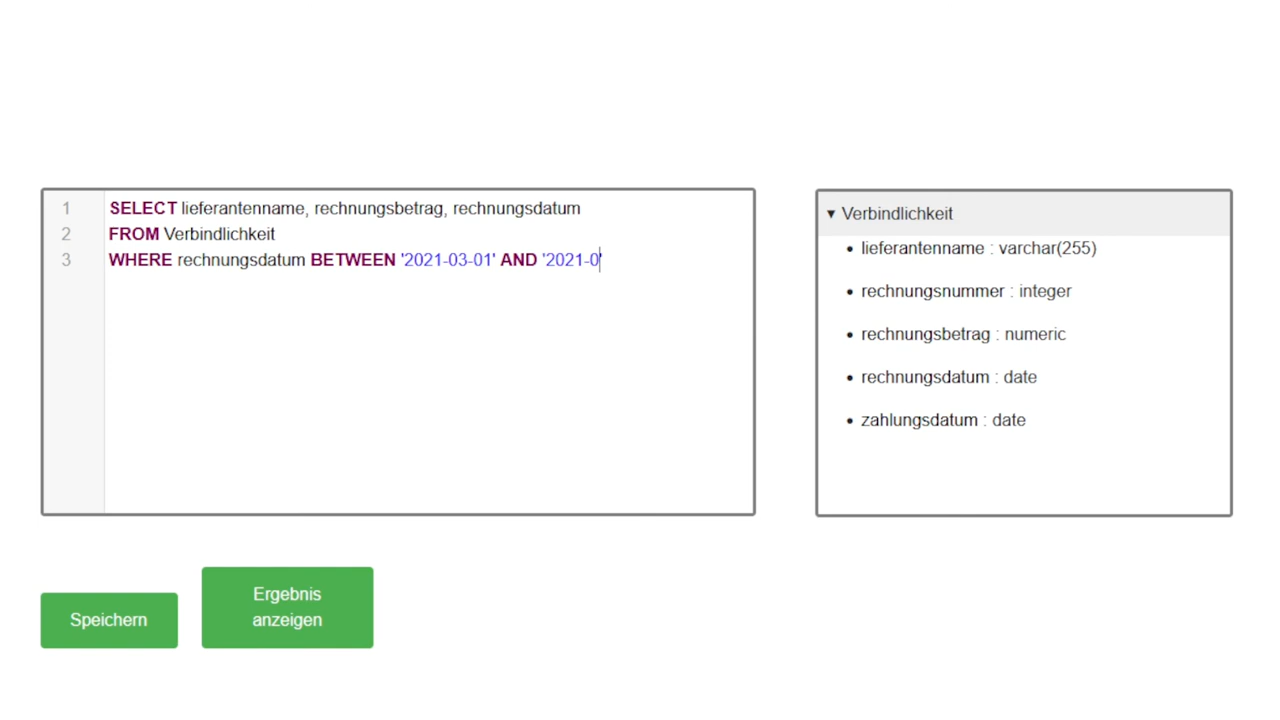 1 SELECT lieferantenname, rechnungsbetrag, rechnungsdatum
2 FROM Verbindlichkeit
3 WHERE rechnungsdatum BETWEEN '2021-03-01' AND '2021-0'
▾ Verbindlichkeit
• lieferantenname : varchar(255)
• rechnungsnummer : integer
• rechnungsbetrag : numeric
• rechnungsdatum : date
• zahlungsdatum : date
Speichern
Ergebnis
anzeigen